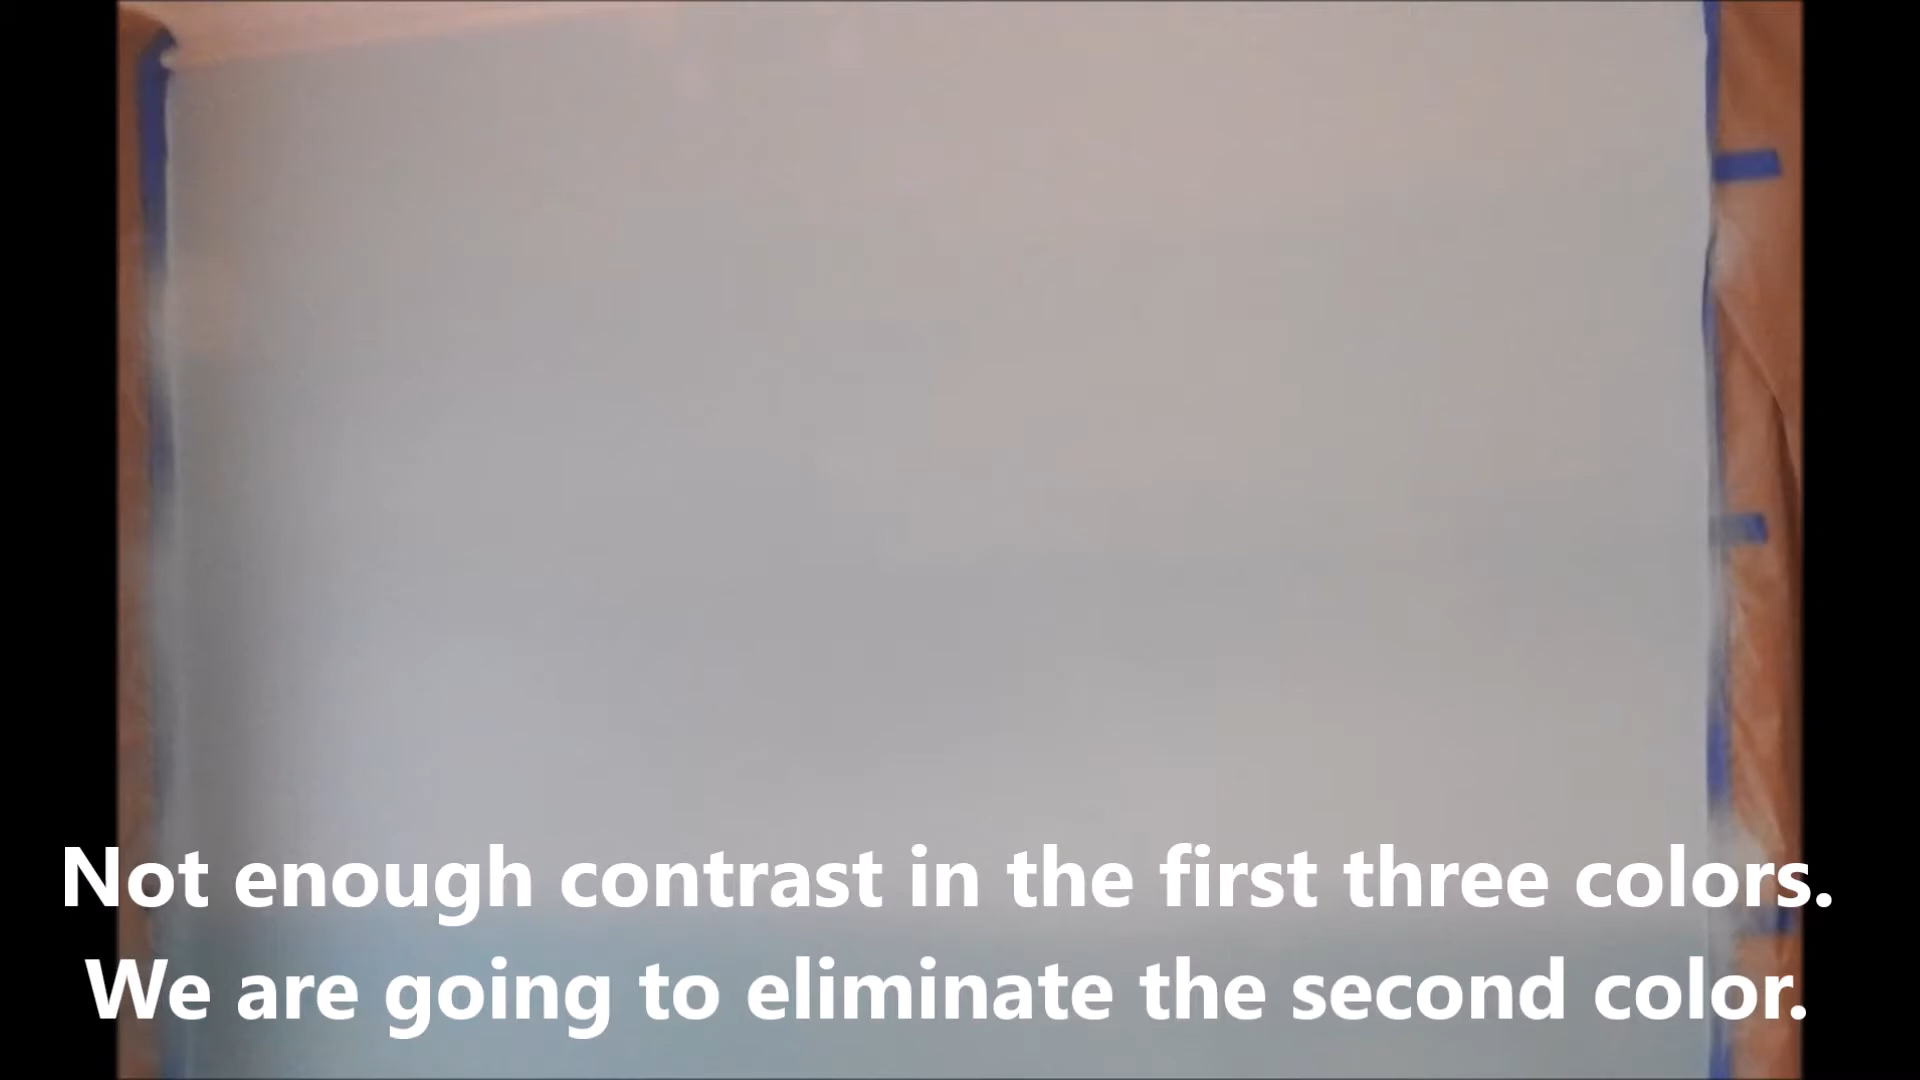 Not enough contrast in the first three colors.
We are going to eliminate the second color.